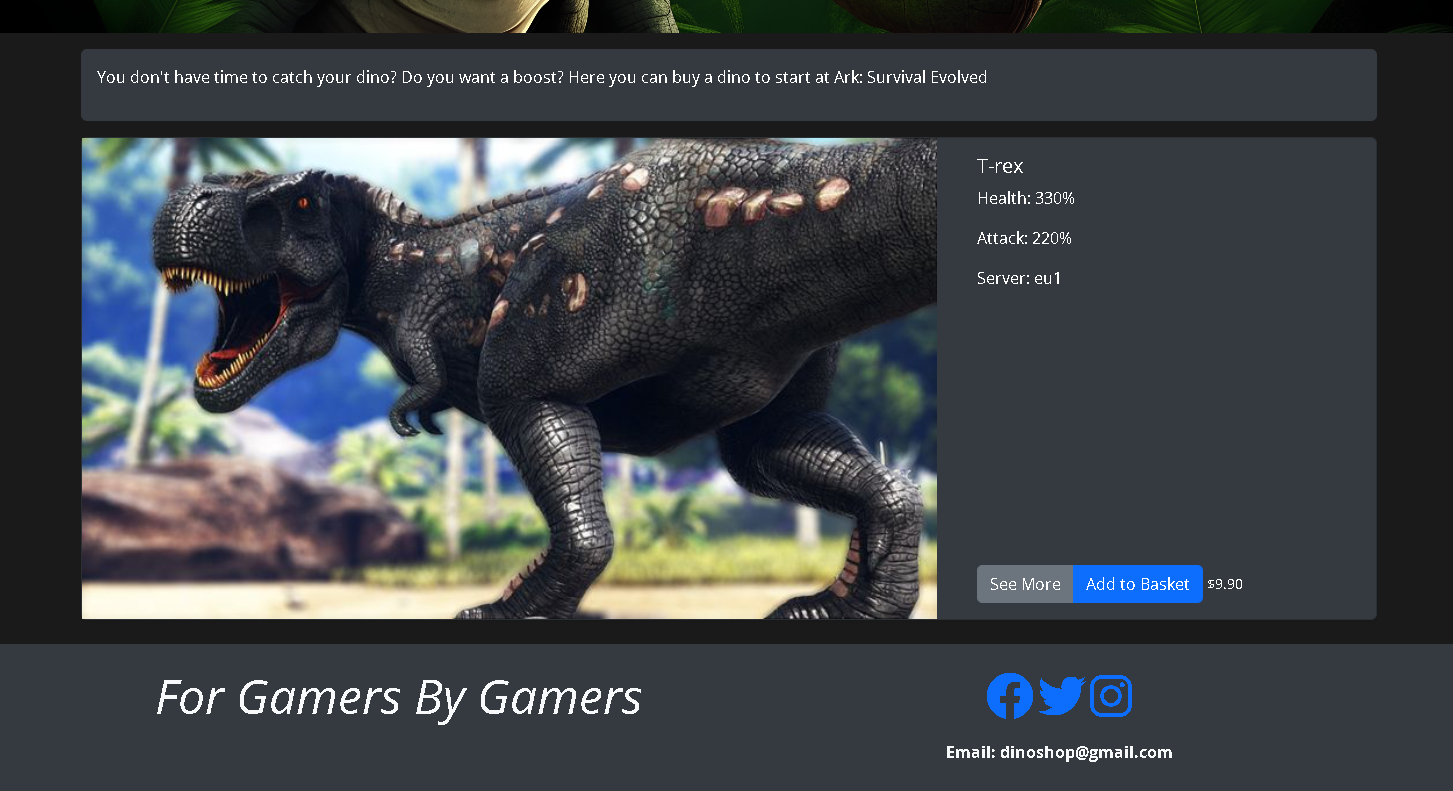 You don't have time to catch your dino? Do you want a boost? Here you can buy a dino to start at Ark: Survival Evolved
T-rex
Health: 330%
Attack: 220%
Server: eu1
See More Add to Basket $9.90
For Gamers By Gamers
Email: dinoshop@gmail.com